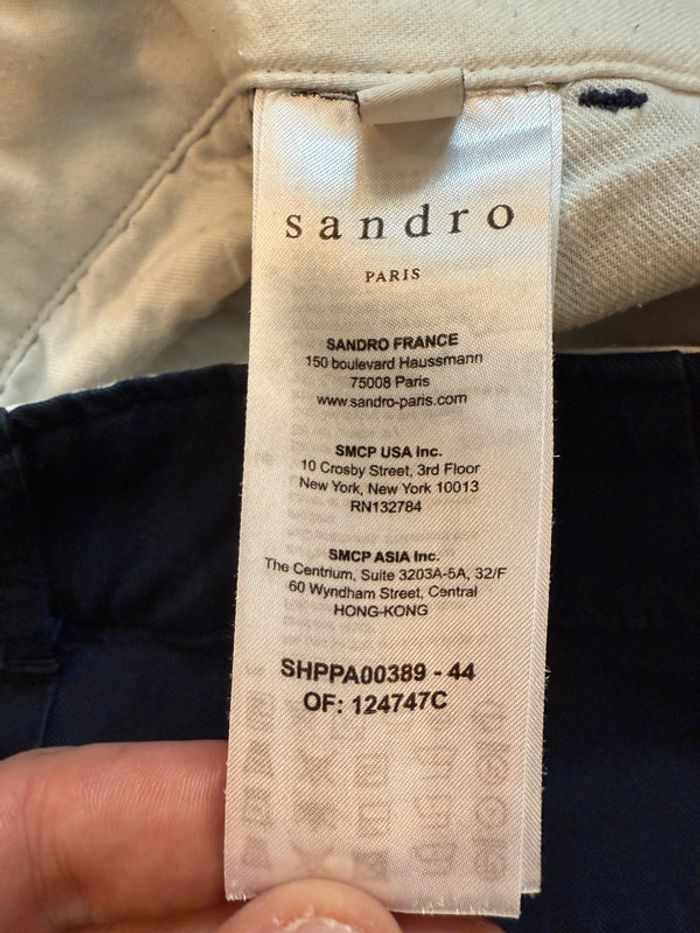 sandro
PARIS
SANDRO FRANCE
150 boulevard Haussmann
75008 Paris
www.sandro-paris.com
SMCP USA Inc.
10 Crosby Street, 3rd Floor
New York, New York 10013
RN132784
SMCP ASIA Inc.
The Centrium, Suite 3203A-5A, 32/F
60 Wyndham Street, Central
HONG-KONG
SHPPA00389 - 44
OF: 124747C